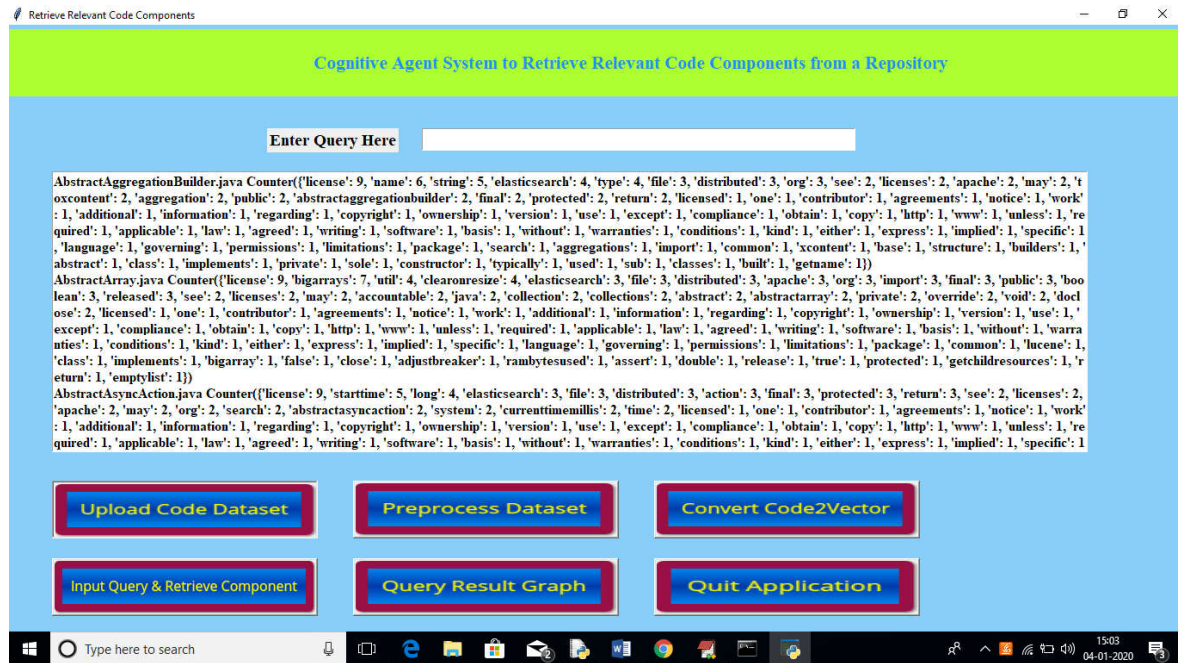 Retrieve Relevant Code Components
Cognitive Agent System to Retrieve Relevant Code Components from a Repository
Enter Query Here
AbstractAggregationBuilder.java Counter({'license': 9, 'name': 6, 'string': 5, 'elasticsearch': 4, 'type': 4, 'file': 3, 'distributed': 3, 'org': 3, 'see': 2, 'licenses': 2, 'apache': 2, 'may': 2, 't
oxcontent': 2, 'aggregation': 2, 'public': 2, 'abstractaggregationbuilder': 2, 'final': 2, 'protected': 2, 'return': 2, 'licensed': 1, 'one': 1, 'contributor': 1, 'agreements': 1, 'notice': 1, 'work'
: 1, 'additional': 1, 'information': 1, 'regarding': 1, 'copyright': 1, 'ownership': 1, 'version': 1, 'use': 1, 'except': 1, 'compliance': 1, 'obtain': 1, 'copy': 1, 'http': 1, 'www': 1, 'unless': 1, 're
quired': 1, 'applicable': 1, 'law': 1, 'agreed': 1, 'writing': 1, 'software': 1, 'basis': 1, 'without': 1, 'warranties': 1, 'conditions': 1, 'kind': 1, 'either': 1, 'express': 1, 'implied': 1, 'specific': 1
, 'language': 1, 'governing': 1, 'permissions': 1, 'limitations': 1, 'package': 1, 'search': 1, 'aggregations': 1, 'import': 1, 'common': 1, 'xcontent': 1, 'base': 1, 'structure': 1, 'builders': 1, '
abstract': 1, 'class': 1, 'implements': 1, 'private': 1, 'sole': 1, 'constructor': 1, 'typically': 1, 'used': 1, 'sub': 1, 'classes': 1, 'built': 1, 'getname': 1})
AbstractArray.java Counter({'license': 9, 'bigarrays': 7, 'util': 4, 'clearonresize': 4, 'elasticsearch': 3, 'file': 3, 'distributed': 3, 'apache': 3, 'org': 3, 'import': 3, 'final': 3, 'public': 3, 'boo
lean': 3, 'released': 3, 'see': 2, 'licenses': 2, 'may': 2, 'accountable': 2, 'java': 2, 'collection': 2, 'collections': 2, 'abstract': 2, 'abstractarray': 2, 'private': 2, 'override': 2, 'void': 2, 'docl
ose': 2, 'licensed': 1, 'one': 1, 'contributor': 1, 'agreements': 1, 'notice': 1, 'work': 1, 'additional': 1, 'information': 1, 'regarding': 1, 'copyright': 1, 'ownership': 1, 'version': 1, 'use': 1, '
except': 1, 'compliance': 1, 'obtain': 1, 'copy': 1, 'http': 1, 'www': 1, 'unless': 1, 'required': 1, 'applicable': 1, 'law': 1, 'agreed': 1, 'writing': 1, 'software': 1, 'basis': 1, 'without': 1, 'warra
nties': 1, 'conditions': 1, 'kind': 1, 'either': 1, 'express': 1, 'implied': 1, 'specific': 1, 'language': 1, 'governing': 1, 'permissions': 1, 'limitations': 1, 'package': 1, 'common': 1, 'lucene': 1,
'class': 1, 'implements': 1, 'bigarray': 1, 'false': 1, 'close': 1, 'adjustbreaker': 1, 'rambytesused': 1, 'assert': 1, 'double': 1, 'release': 1, 'true': 1, 'protected': 1, 'getchildresources': 1, 'r
eturn': 1, 'emptylist': 1})
AbstractAsyncAction.java Counter({'license': 9, 'starttime': 5, 'long': 4, 'elasticsearch': 3, 'file': 3, 'distributed': 3, 'action': 3, 'final': 3, 'protected': 3, 'return': 3, 'see': 2, 'licenses': 2,
'apache': 2, 'may': 2, 'org': 2, 'search': 2, 'abstractasyncaction': 2, 'system': 2, 'currenttimemillis': 2, 'time': 2, 'licensed': 1, 'one': 1, 'contributor': 1, 'agreements': 1, 'notice': 1, 'work'
: 1, 'additional': 1, 'information': 1, 'regarding': 1, 'copyright': 1, 'ownership': 1, 'version': 1, 'use': 1, 'except': 1, 'compliance': 1, 'obtain': 1, 'copy': 1, 'http': 1, 'www': 1, 'unless': 1, 're
quired': 1, 'applicable': 1, 'law': 1, 'agreed': 1, 'writing': 1, 'software': 1, 'basis': 1, 'without': 1, 'warranties': 1, 'conditions': 1, 'kind': 1, 'either': 1, 'express': 1, 'implied': 1, 'specific': 1
Upload Code Dataset
Preprocess Dataset
Convert Code2Vector
Input Query & Retrieve Component
Query Result Graph
Quit Application
Type here to search
15:03
04-01-2020